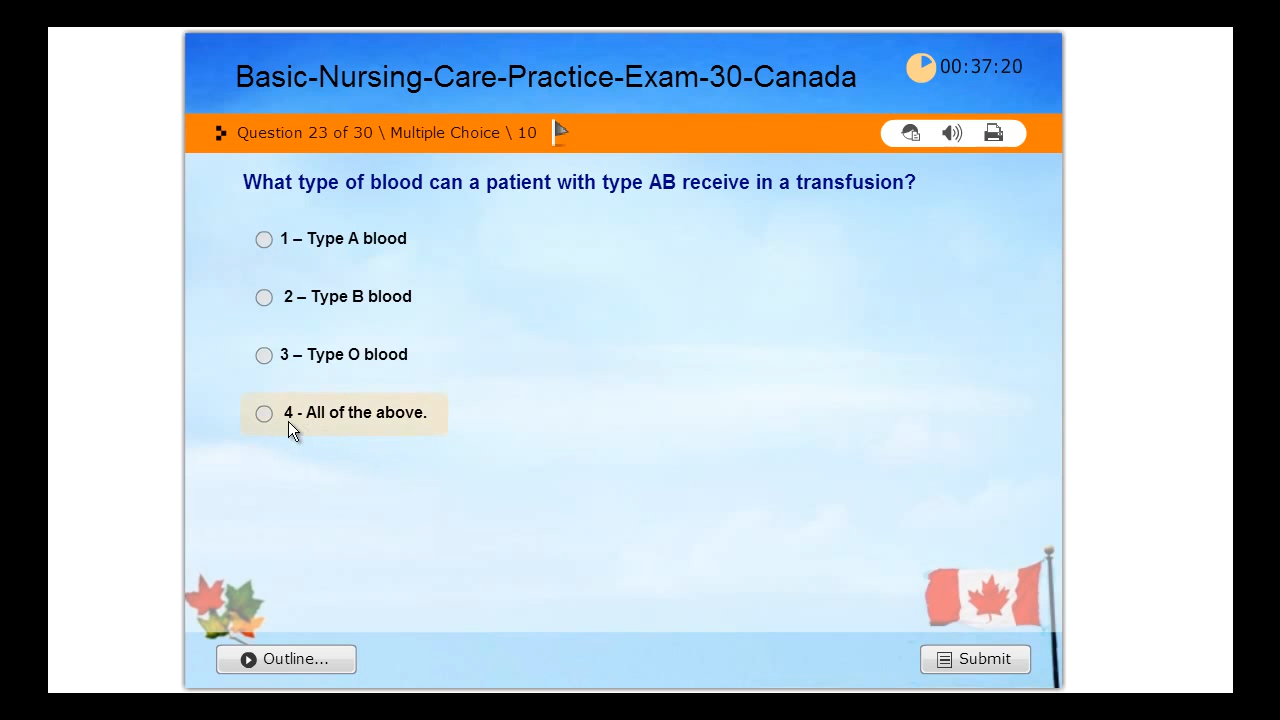 Basic-Nursing-Care-Practice-Exam-30-Canada
00:37:20
Question 23 of 30 \ Multiple Choice \ 10
What type of blood can a patient with type AB receive in a transfusion?
1 – Type A blood
2 – Type B blood
3 – Type O blood
4 - All of the above.
Outline...
Submit